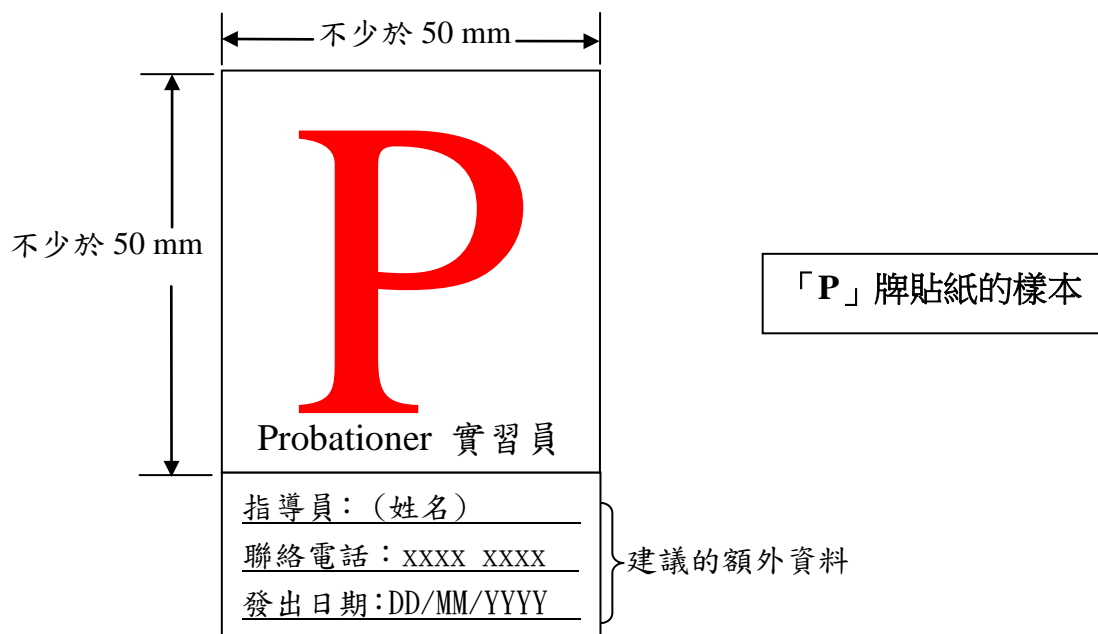 不少於 50 mm
P
不少於 50 mm
「P」牌貼紙的樣本
Probationer 實習員
指導員：（姓名）
聯絡電話：xxxx xxxx
建議的額外資料
發出日期:DD/MM/YYYY